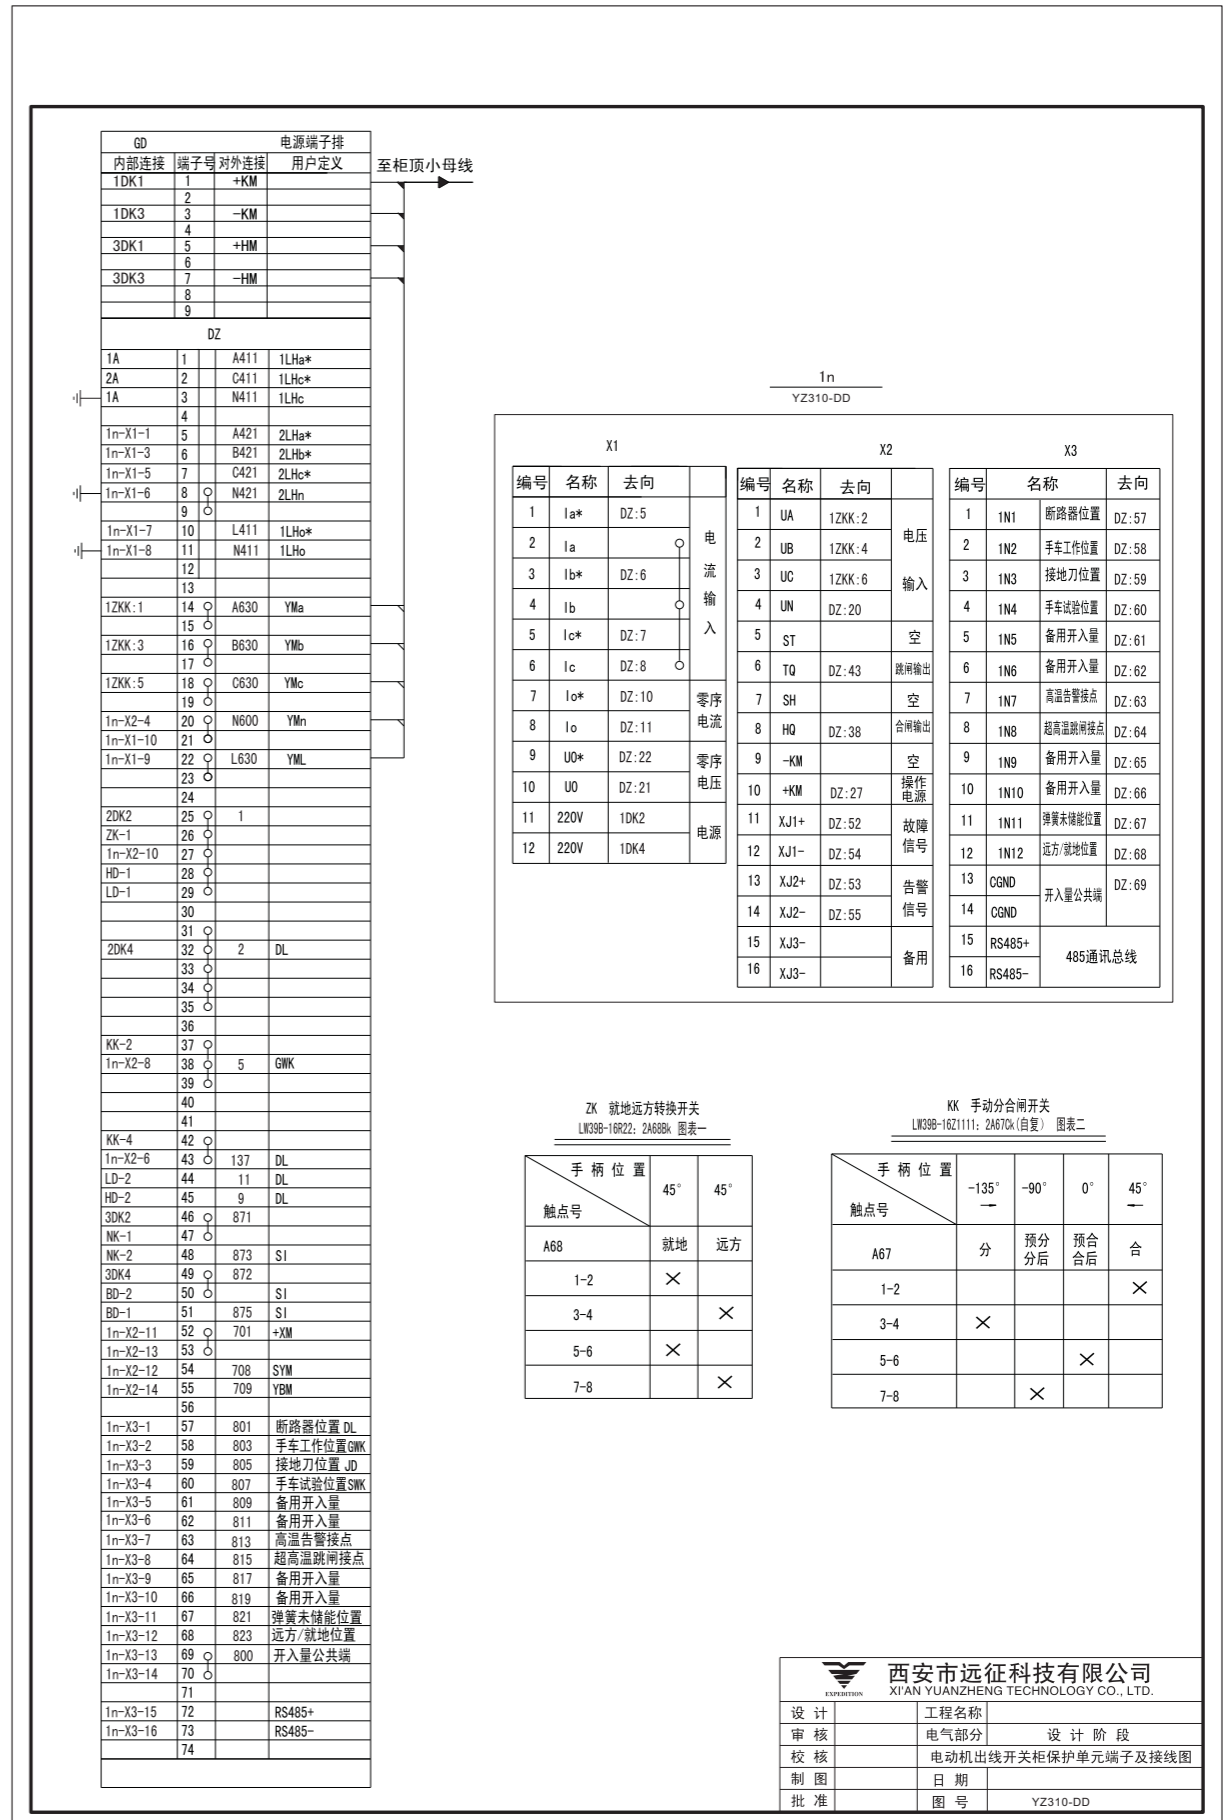 GD 电源端子排
内部连接 端子号 对外连接 用户定义
至柜顶小母线
1DK1 1 +KM
2
1DK3 3 -KM
4
3DK1 5 +HM
6
3DK3 7 -HM
8
9
DZ
1A 1 A411 1LHa*
2A 2 C411 1LHc*
1A 3 N411 1LHc
4
1n-X1-1 5 A421 2LHa*
1n-X1-3 6 B421 2LHb*
1n-X1-5 7 C421 2LHc*
1n-X1-6 8 N421 2LHn
9
1n-X1-7 10 L411 1LHo*
1n-X1-8 11 N411 1LHo
12
13
1ZKK:1 14 A630 YMa
15
1ZKK:3 16 B630 YMb
17
1ZKK:5 18 C630 YMc
19
1n-X2-4 20 N600 YMn
1n-X1-10 21
1n-X1-9 22 L630 YML
23
24
2DK2 25 1
ZK-1 26
1n-X2-10 27
HD-1 28
LD-1 29
30
31
2DK4 32 2 DL
33
34
35
36
KK-2 37
1n-X2-8 38 5 GWK
39
40
41
KK-4 42
1n-X2-6 43 137 DL
LD-2 44 11 DL
HD-2 45 9 DL
3DK2 46 871
NK-1 47
NK-2 48 873 SI
3DK4 49 872
BD-2 50 SI
BD-1 51 875 SI
1n-X2-11 52 701 +XM
1n-X2-13 53
1n-X2-12 54 708 SYM
1n-X2-14 55 709 YBM
56
1n-X3-1 57 801 断路器位置 DL
1n-X3-2 58 803 手车工作位置GWK
1n-X3-3 59 805 接地刀位置 JD
1n-X3-4 60 807 手车试验位置SWK
1n-X3-5 61 809 备用开入量
1n-X3-6 62 811 备用开入量
1n-X3-7 63 813 高温告警接点
1n-X3-8 64 815 超高温跳闸接点
1n-X3-9 65 817 备用开入量
1n-X3-10 66 819 备用开入量
1n-X3-11 67 821 弹簧未储能位置
1n-X3-12 68 823 远方/就地位置
1n-X3-13 69 800 开入量公共端
1n-X3-14 70
71
1n-X3-15 72 RS485+
1n-X3-16 73 RS485-
74
1n
YZ310-DD
X1
编号 名称 去向
1 Ia* DZ:5
2 Ia
3 Ib* DZ:6
4 Ib
5 Ic* DZ:7
6 Ic DZ:8
电流输入
7 Io* DZ:10
8 Io DZ:11
零序
电流
9 U0* DZ:22
10 U0 DZ:21
零序
电压
11 220V 1DK2
12 220V 1DK4
电源
X2
编号 名称 去向
1 UA 1ZKK:2
2 UB 1ZKK:4
3 UC 1ZKK:6
4 UN DZ:20
电压
输入
5 ST 空
6 TQ DZ:43 跳闸输出
7 SH 空
8 HQ DZ:38 合闸输出
9 -KM 空
10 +KM DZ:27 操作
电源
11 XJ1+ DZ:52
12 XJ1- DZ:54
故障
信号
13 XJ2+ DZ:53
14 XJ2- DZ:55
告警
信号
15 XJ3-
16 XJ3-
备用
X3
编号 名称 去向
1 1N1 断路器位置 DZ:57
2 1N2 手车工作位置 DZ:58
3 1N3 接地刀位置 DZ:59
4 1N4 手车试验位置 DZ:60
5 1N5 备用开入量 DZ:61
6 1N6 备用开入量 DZ:62
7 1N7 高温告警接点 DZ:63
8 1N8 超高温跳闸接点 DZ:64
9 1N9 备用开入量 DZ:65
10 1N10 备用开入量 DZ:66
11 1N11 弹簧未储能位置 DZ:67
12 1N12 远方/就地位置 DZ:68
13 CGND
14 CGND
开入量公共端 DZ:69
15 RS485+
16 RS485-
485通讯总线
ZK 就地远方转换开关
LW39B-16R22: 2A68Bk 图表一
手柄位置 45° 45°
触点号
A68 就地 远方
1-2 ×
3-4 ×
5-6 ×
7-8 ×
KK 手动分合闸开关
LW39B-16Z1111: 2A67Ck(自复) 图表二
手柄位置 -135° -90° 0° 45°
触点号
A67 分 预分 预合 合
分后 合后
1-2 ×
3-4 ×
5-6 ×
7-8 ×
EXPEDITION
西安市远征科技有限公司
XI'AN YUANZHENG TECHNOLOGY CO., LTD.
设计 工程名称
审核 电气部分 设计阶段
校核 电动机出线开关柜保护单元端子及接线图
制图 日期
批准 图号 YZ310-DD